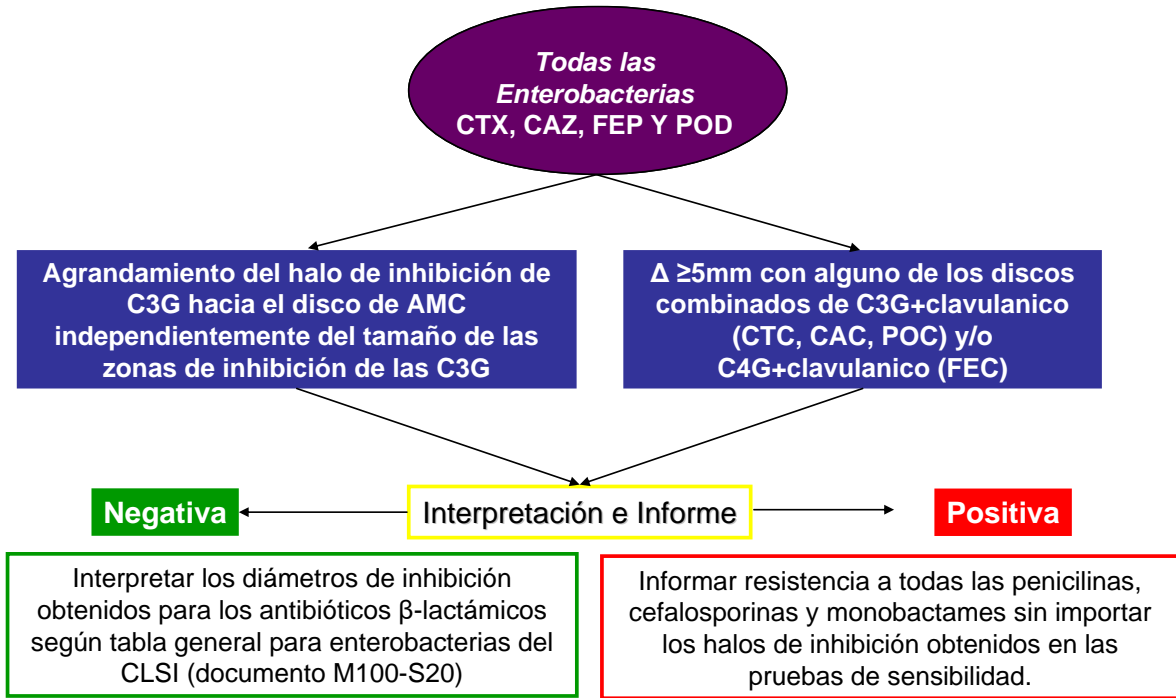 Todas las
Enterobacterias
CTX, CAZ, FEP Y POD
Agrandamiento del halo de inhibición de
C3G hacia el disco de AMC
independientemente del tamaño de las
zonas de inhibición de las C3G
Δ ≥5mm con alguno de los discos
combinados de C3G+clavulanico
(CTC, CAC, POC) y/o
C4G+clavulanico (FEC)
Negativa
Interpretación e Informe
Positiva
Interpretar los diámetros de inhibición
obtenidos para los antibióticos β-lactámicos
según tabla general para enterobacterias del
CLSI (documento M100-S20)
Informar resistencia a todas las penicilinas,
cefalosporinas y monobactames sin importar
los halos de inhibición obtenidos en las
pruebas de sensibilidad.